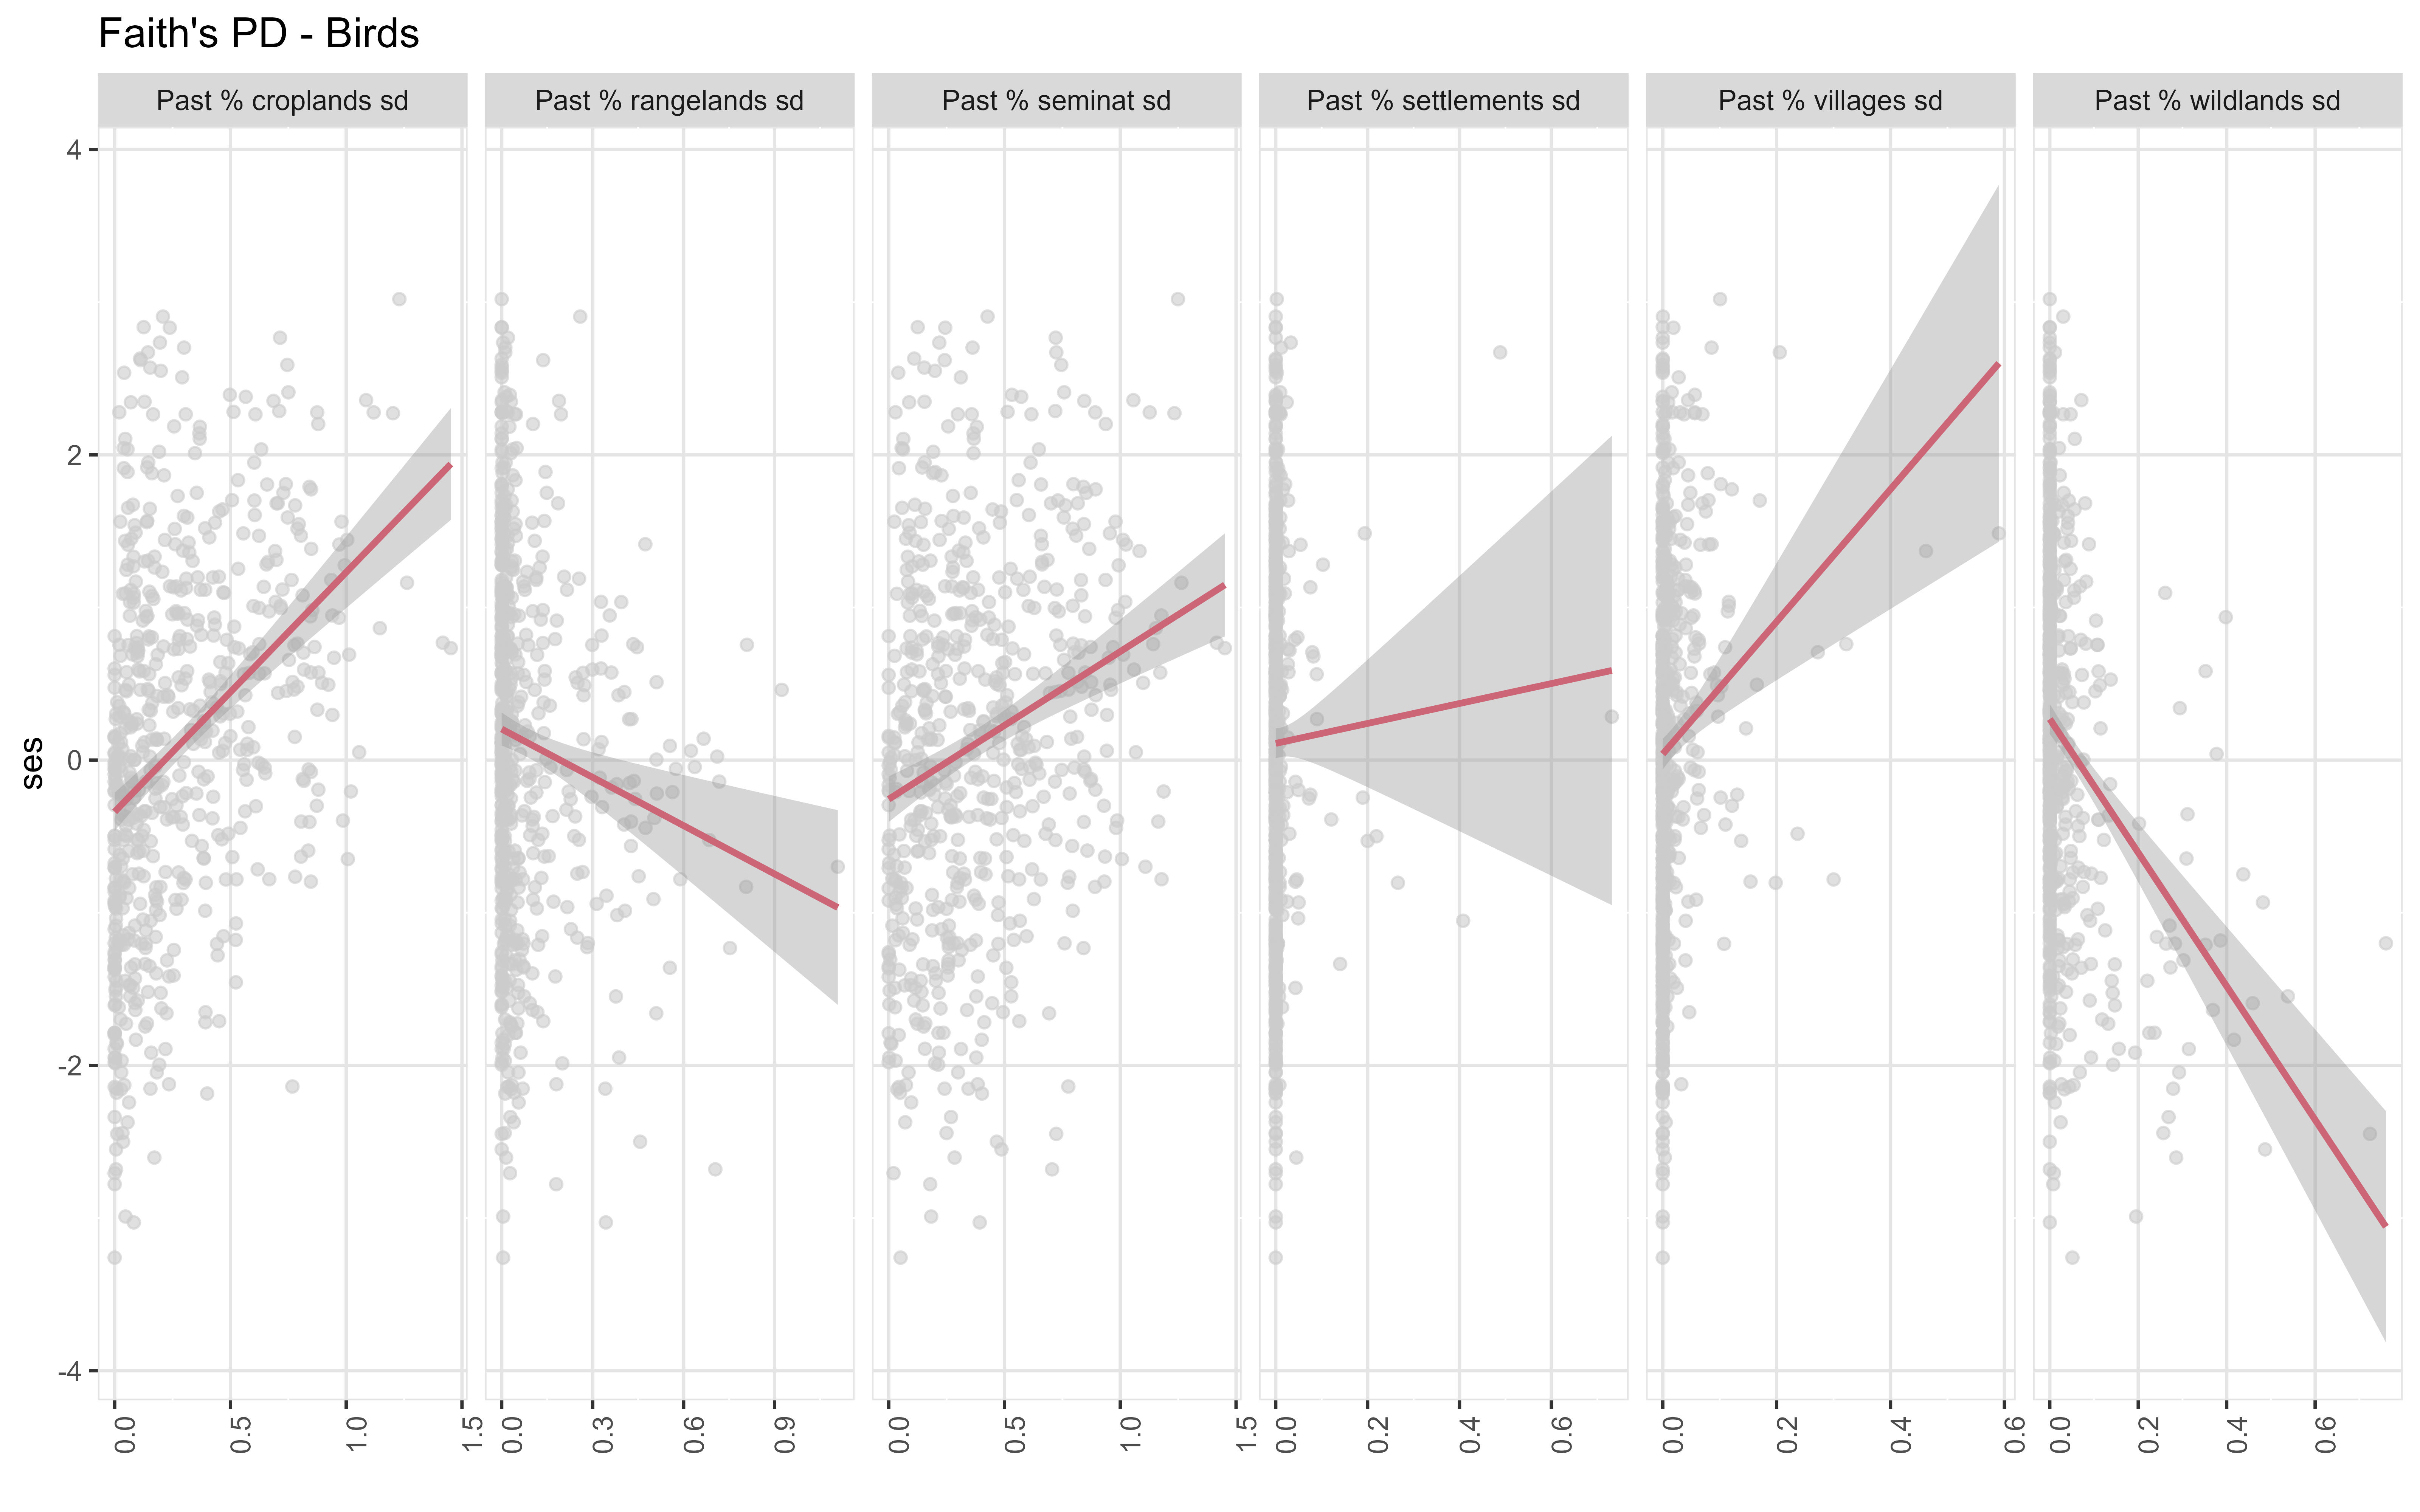 Faith's PD - Birds
Past % croplands sd
Past % rangelands sd
Past % seminat sd
Past % settlements sd
Past % villages sd
Past % wildlands sd
ses
4
2
0
-2
-4
0.0 0.5 1.0 1.5
0.0 0.3 0.6 0.9
0.0 0.5 1.0 1.5
0.0 0.2 0.4 0.6
0.0 0.2 0.4 0.6
0.0 0.2 0.4 0.6